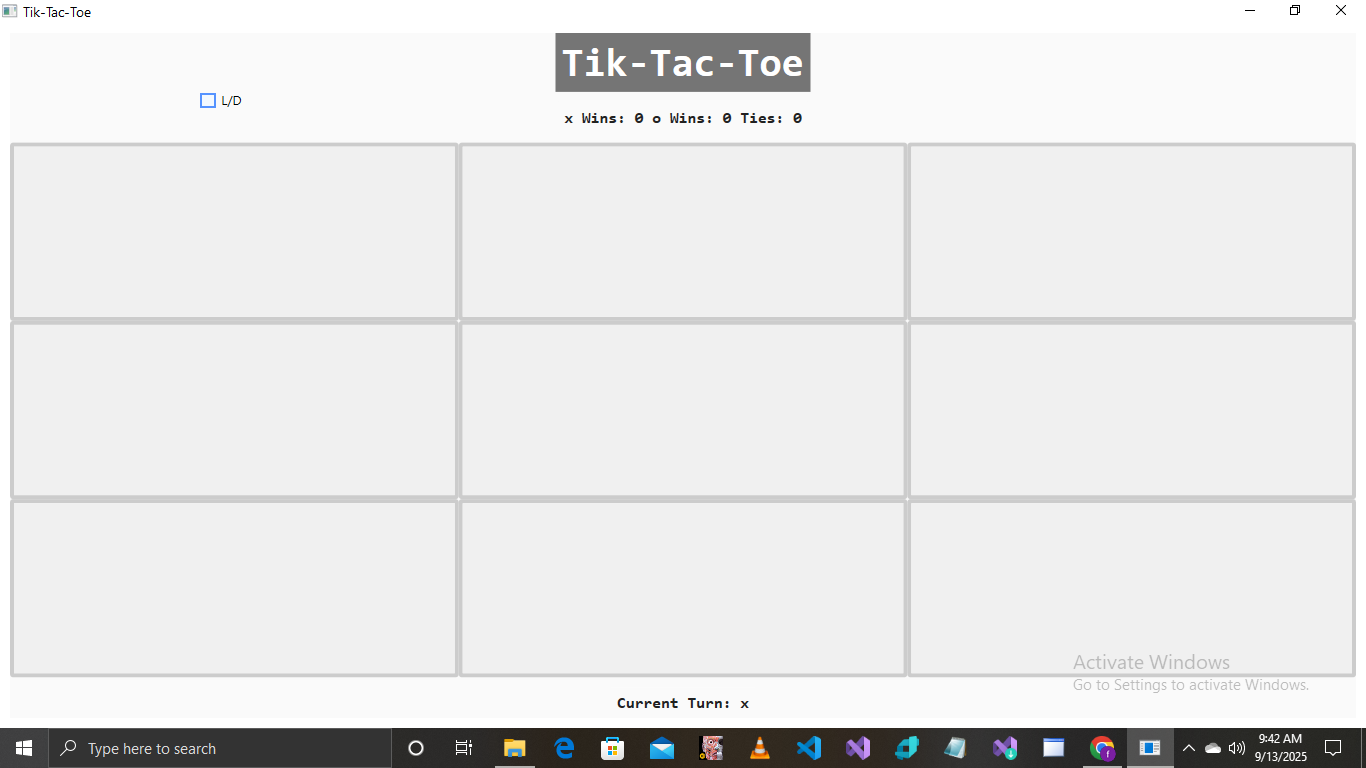 Tik-Tac-Toe
Tik-Tac-Toe
L/D
x Wins: 0 o Wins: 0 Ties: 0
Activate Windows
Go to Settings to activate Windows.
Current Turn: x
Type here to search
9:42 AM
9/13/2025